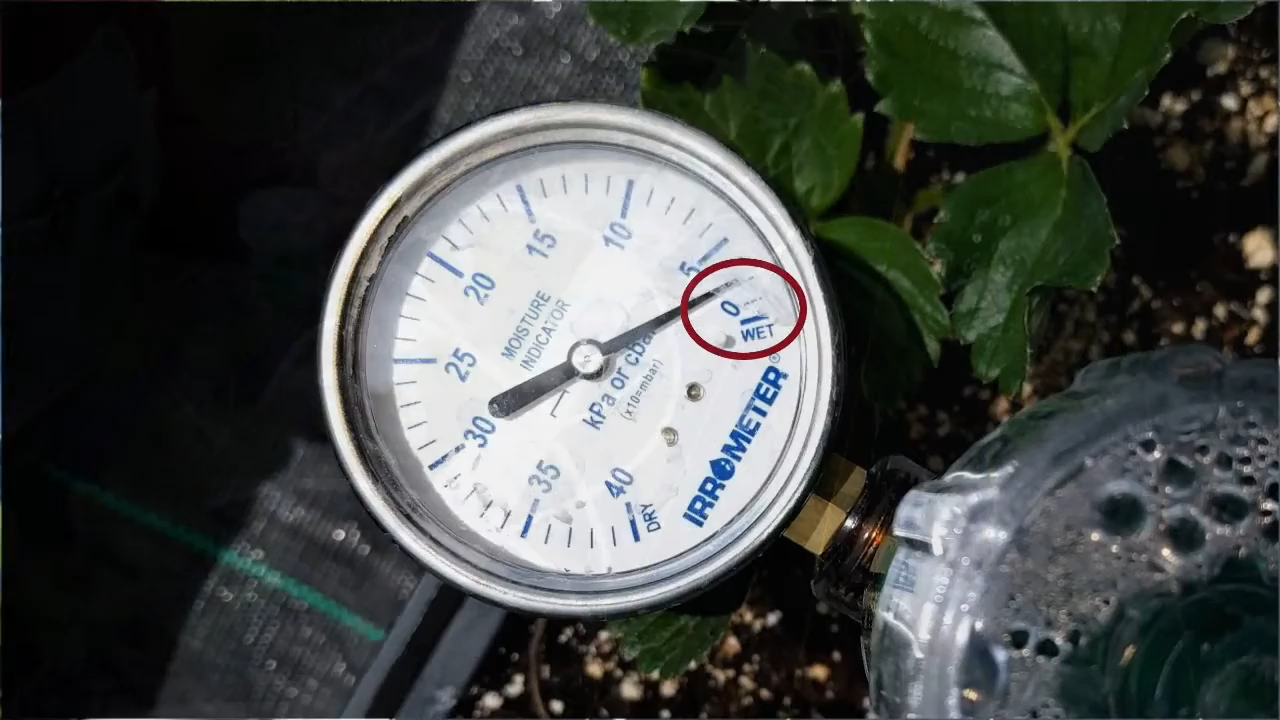 0
5
10
15
20
25
30
35
40
WET
DRY
MOISTURE
INDICATOR
kPa or cbar
(x10=mbar)
IRROMETER®